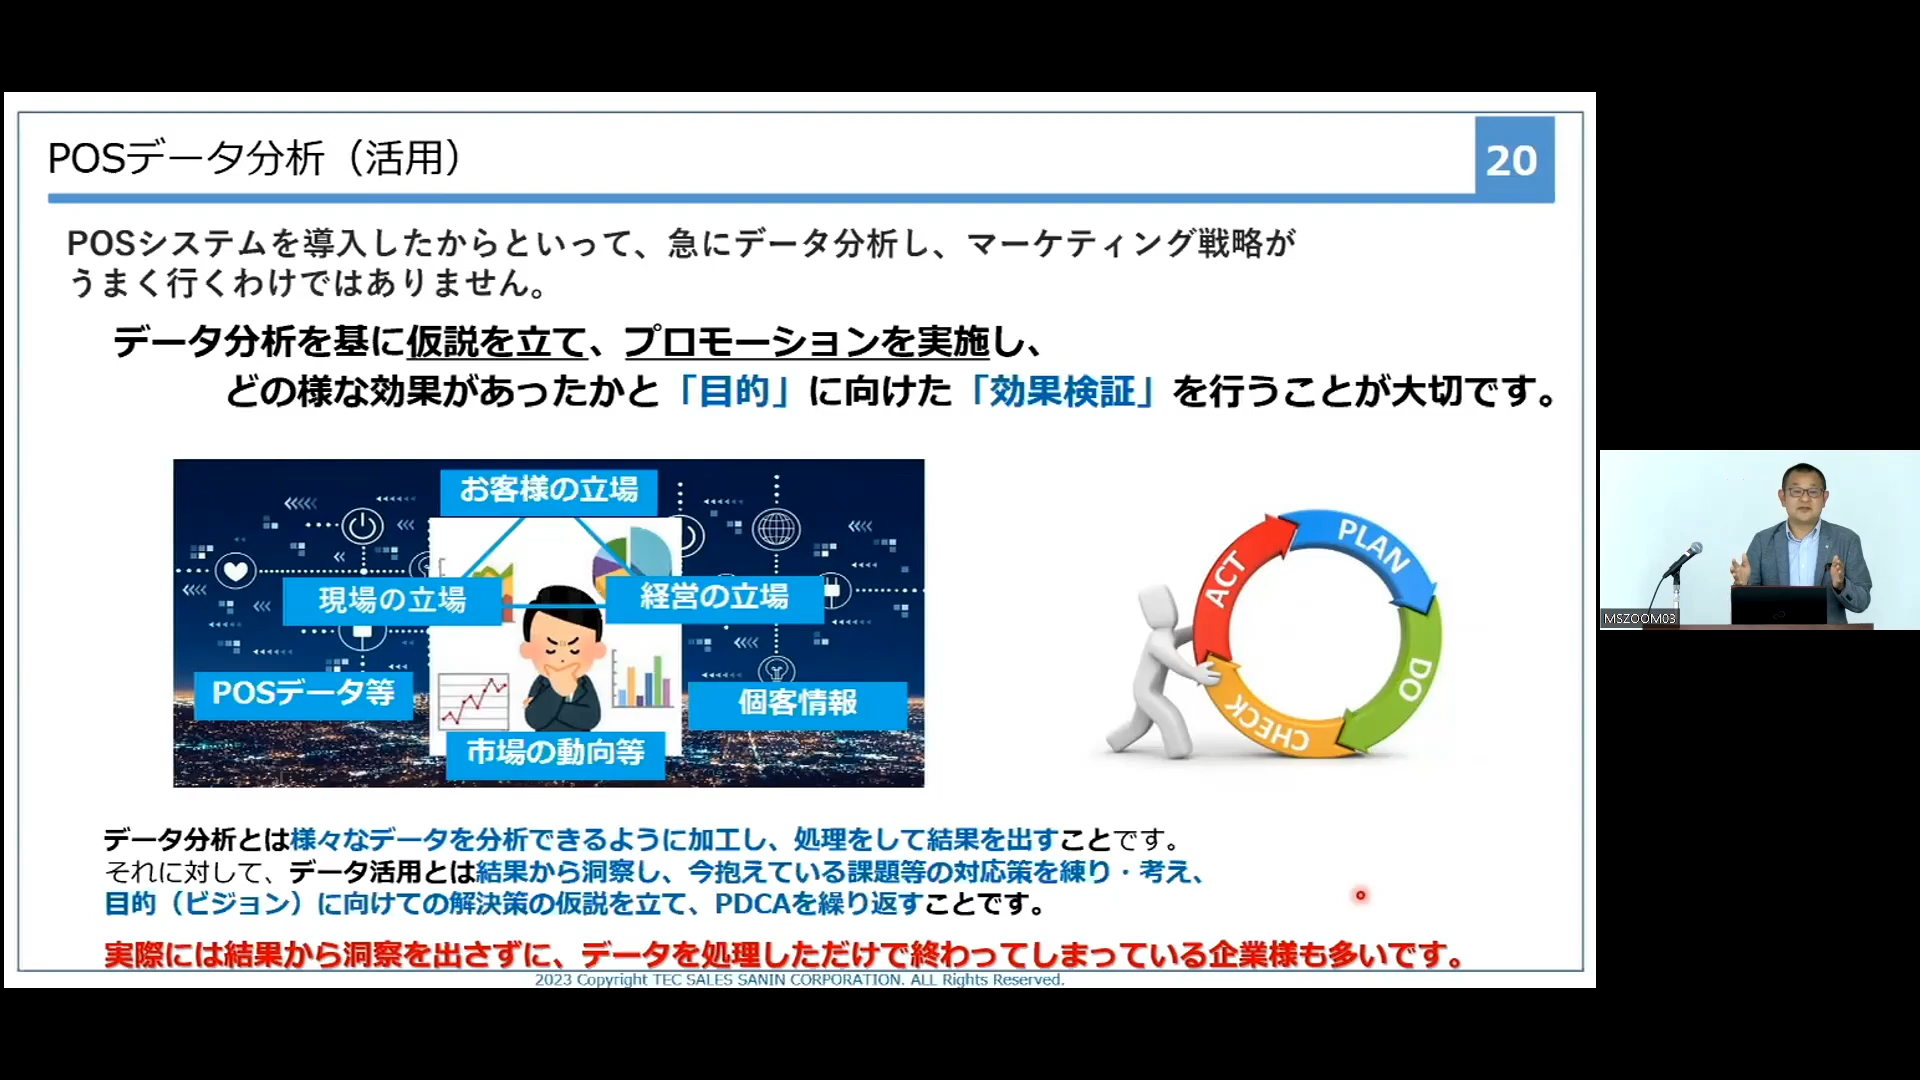 POSデータ分析（活用）
20
POSシステムを導入したからといって、急にデータ分析し、マーケティング戦略が
うまく行くわけではありません。
データ分析を基に仮説を立て、プロモーションを実施し、
どの様な効果があったかと「目的」に向けた「効果検証」を行うことが大切です。
お客様の立場
現場の立場
経営の立場
POSデータ等
個客情報
市場の動向等
PLAN
DO
CHECK
ACT
MSZOOM03
データ分析とは様々なデータを分析できるように加工し、処理をして結果を出すことです。
それに対して、データ活用とは結果から洞察し、今抱えている課題等の対応策を練り・考え、
目的（ビジョン）に向けての解決策の仮説を立て、PDCAを繰り返すことです。
実際には結果から洞察を出さずに、データを処理しただけで終わってしまっている企業様も多いです。
2023 Copyright TEC SALES SANIN CORPORATION. ALL Rights Reserved.